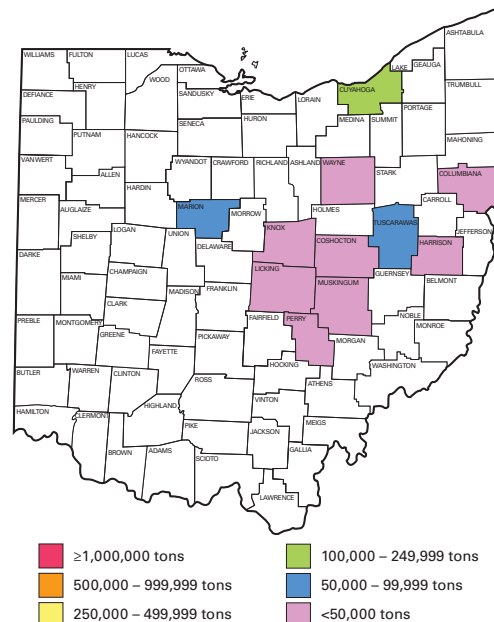 ASHTABULA
WILLIAMS FULTON LUCAS
LAKE GEAUGA
OTTAWA
WOOD
HENRY
SANDUSKY
CUYAHOGA
TRUMBULL
DEFIANCE
ERIE
LORAIN
PORTAGE
PAULDING
SENECA
HURON
MEDINA SUMMIT
PUTNAM
HANCOCK
MAHONING
VAN WERT
WYANDOT CRAWFORD RICHLAND ASHLAND WAYNE
STARK
COLUMBIANA
ALLEN
HARDIN
MERCER
AUGLAIZE
MARION
MORROW
HOLMES
CARROLL
SHELBY
LOGAN
UNION
KNOX
TUSCARAWAS
JEFFERSON
DARKE
DELAWARE
COSHOCTON
HARRISON
CHAMPAIGN
LICKING
GUERNSEY
MIAMI
MADISON
FRANKLIN
MUSKINGUM
BELMONT
CLARK
PREBLE
MONTGOMERY
FAIRFIELD
PERRY
NOBLE
MONROE
GREENE
PICKAWAY
MORGAN
FAYETTE
HOCKING
WASHINGTON
BUTLER
WARREN
CLINTON
ROSS
ATHENS
HIGHLAND
VINTON
HAMILTON
CLERMONT
MEIGS
PIKE
JACKSON
BROWN
ADAMS
SCIOTO
GALLIA
LAWRENCE
≥1,000,000 tons
500,000 – 999,999 tons
250,000 – 499,999 tons
100,000 – 249,999 tons
50,000 – 99,999 tons
<50,000 tons